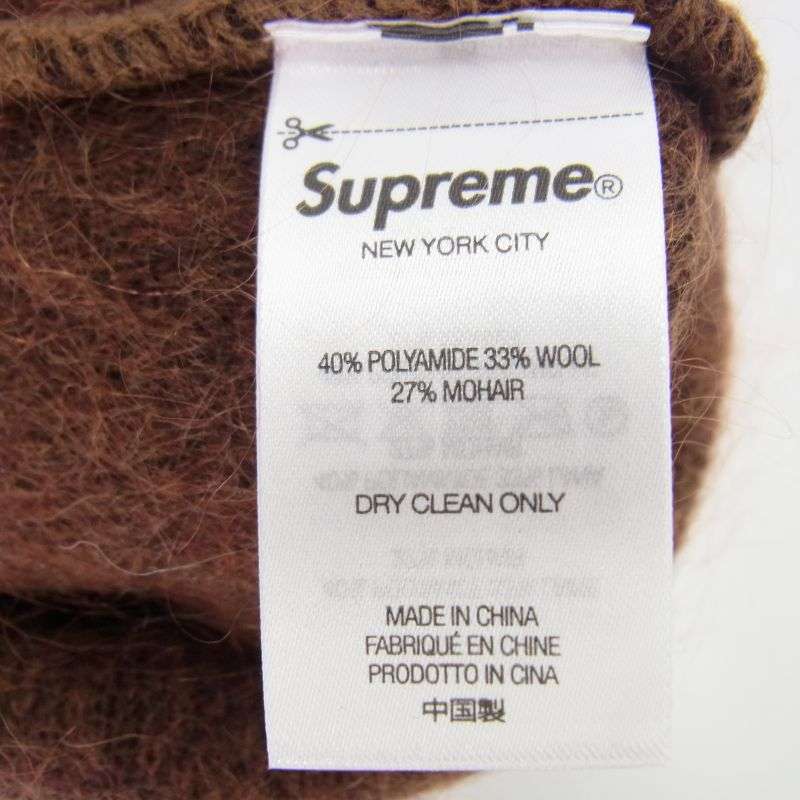 Supreme®
NEW YORK CITY
40% POLYAMIDE 33% WOOL
27% MOHAIR
DRY CLEAN ONLY
MADE IN CHINA
FABRIQUÉ EN CHINE
PRODOTTO IN CINA
中国製